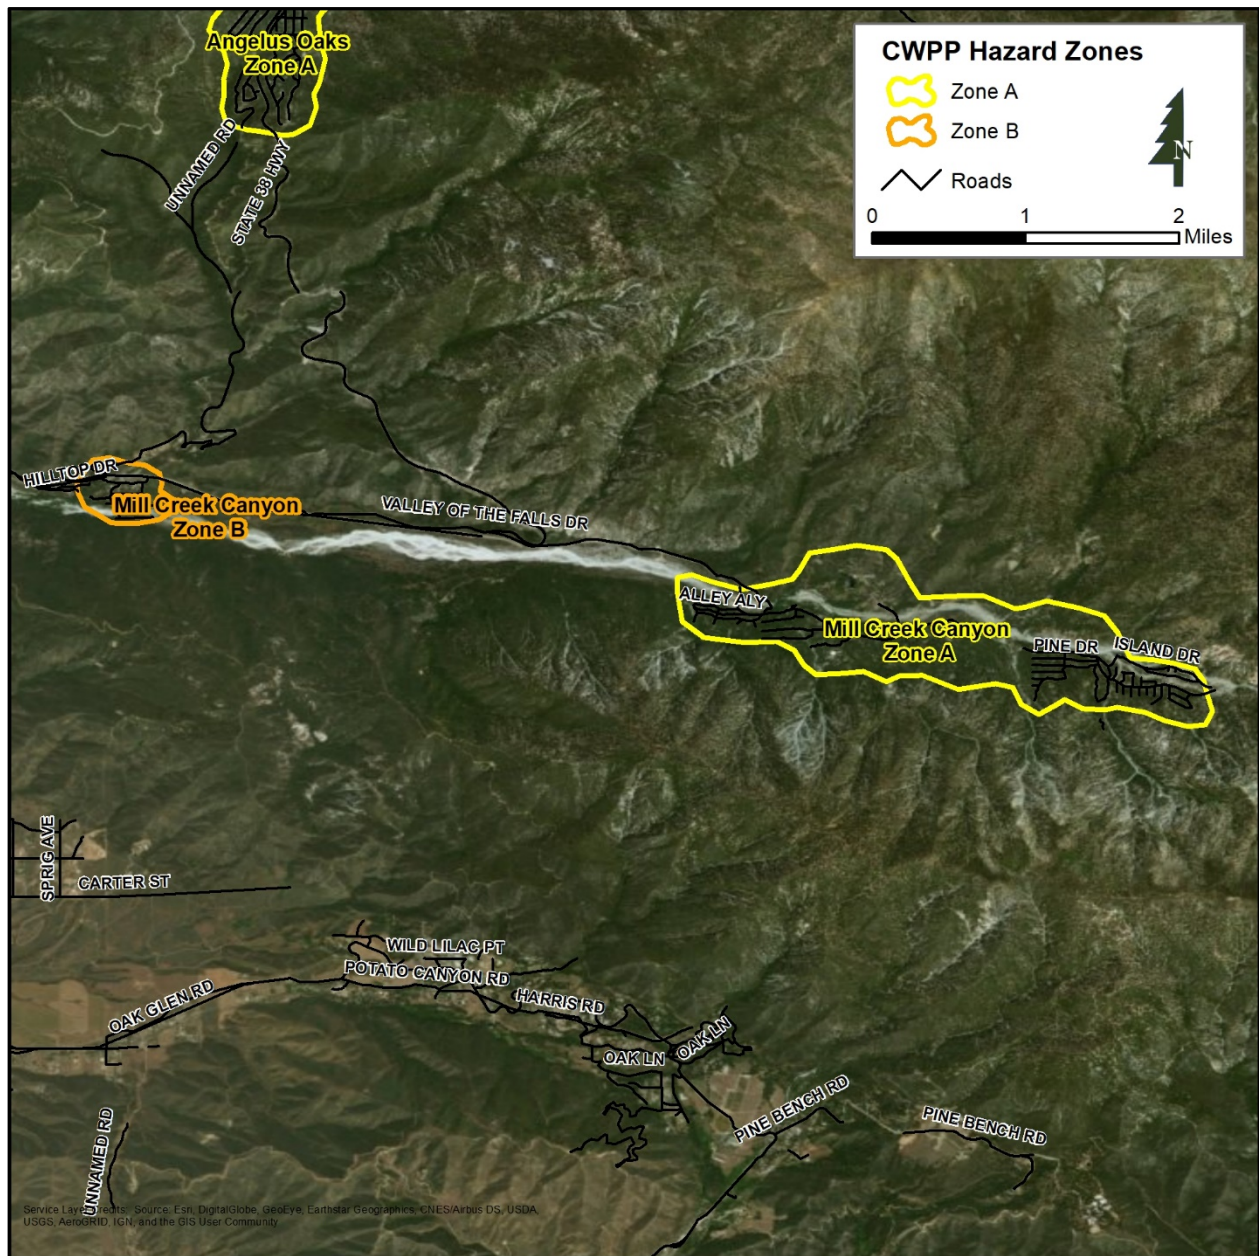 Angelus Oaks
Zone A
CWPP Hazard Zones
Zone A
Zone B
N
Roads
0 1 2
Miles
UNNAMED RD
STATE 38 HWY
HILLTOP DR
Mill Creek Canyon
Zone B
VALLEY OF THE FALLS DR
ALLEY ALY
Mill Creek Canyon
Zone A
PINE DR
ISLAND DR
SPRIG AVE
CARTER ST
WILD LILAC PT
POTATO CANYON RD
OAK GLEN RD
HARRIS RD
OAK LN
OAK LN
PINE BENCH RD
PINE BENCH RD
UNNAMED RD
Service Layer Credits: Source: Esri, DigitalGlobe, GeoEye, Earthstar Geographics, CNES/Airbus DS, USDA,
USGS, AeroGRID, IGN, and the GIS User Community